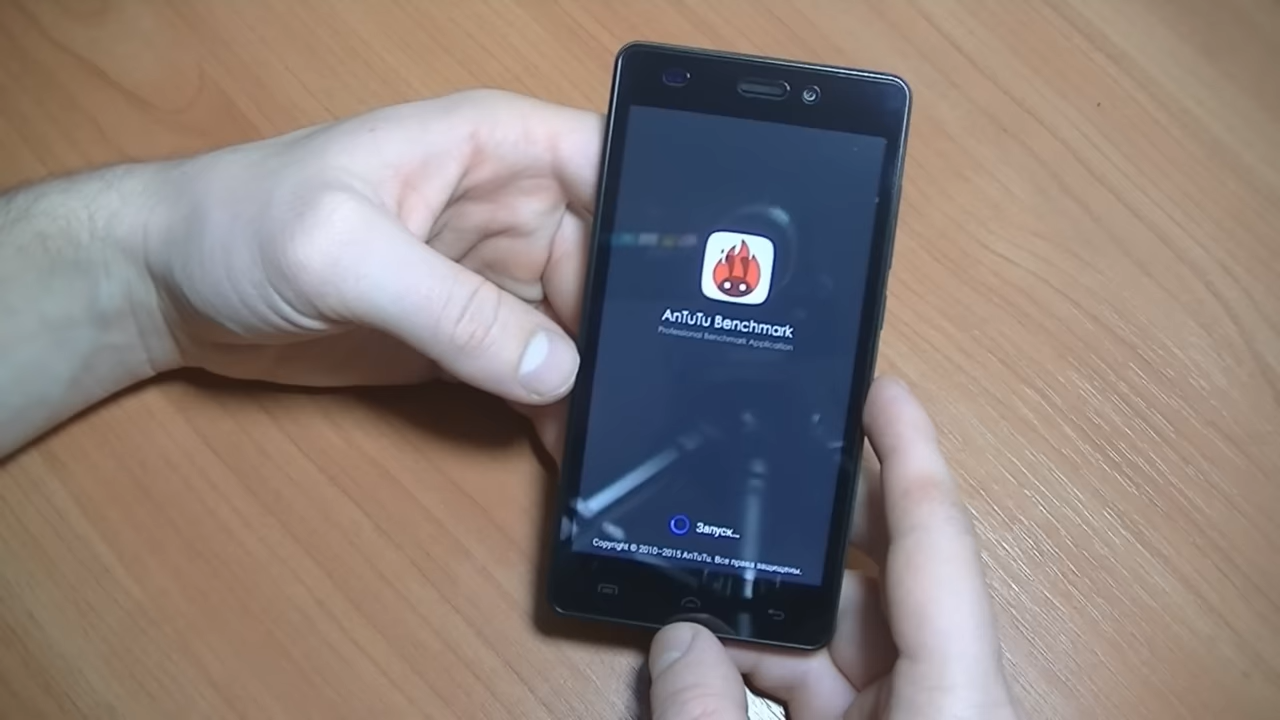 AnTuTu Benchmark
Professional Benchmark Application
Запуск...
Copyright © 2010-2015 AnTuTu. Все права защищены.